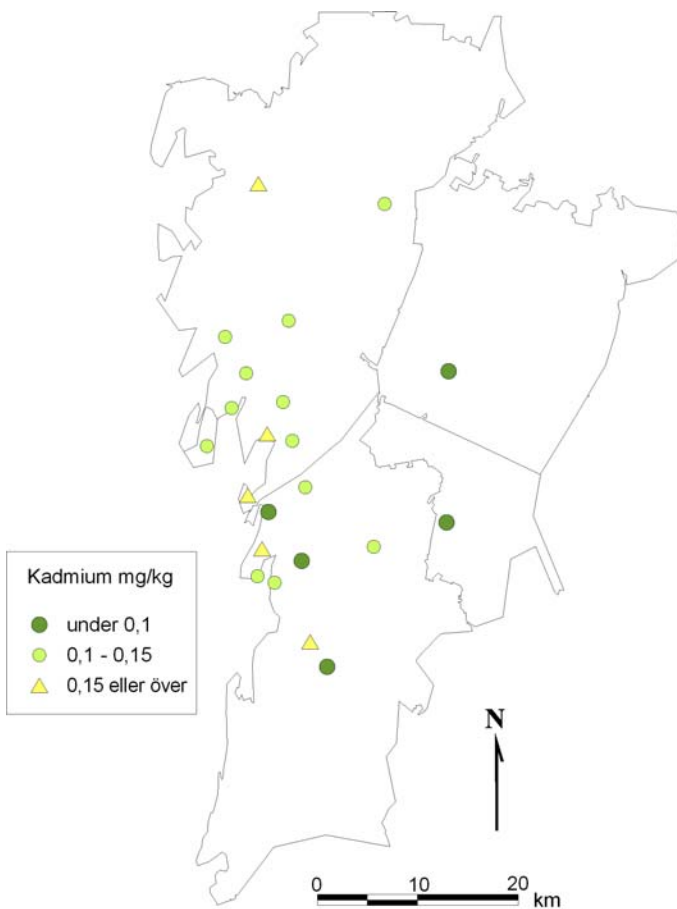 Kadmium mg/kg
under 0,1
0,1 - 0,15
0,15 eller över
N
0 10 20
km